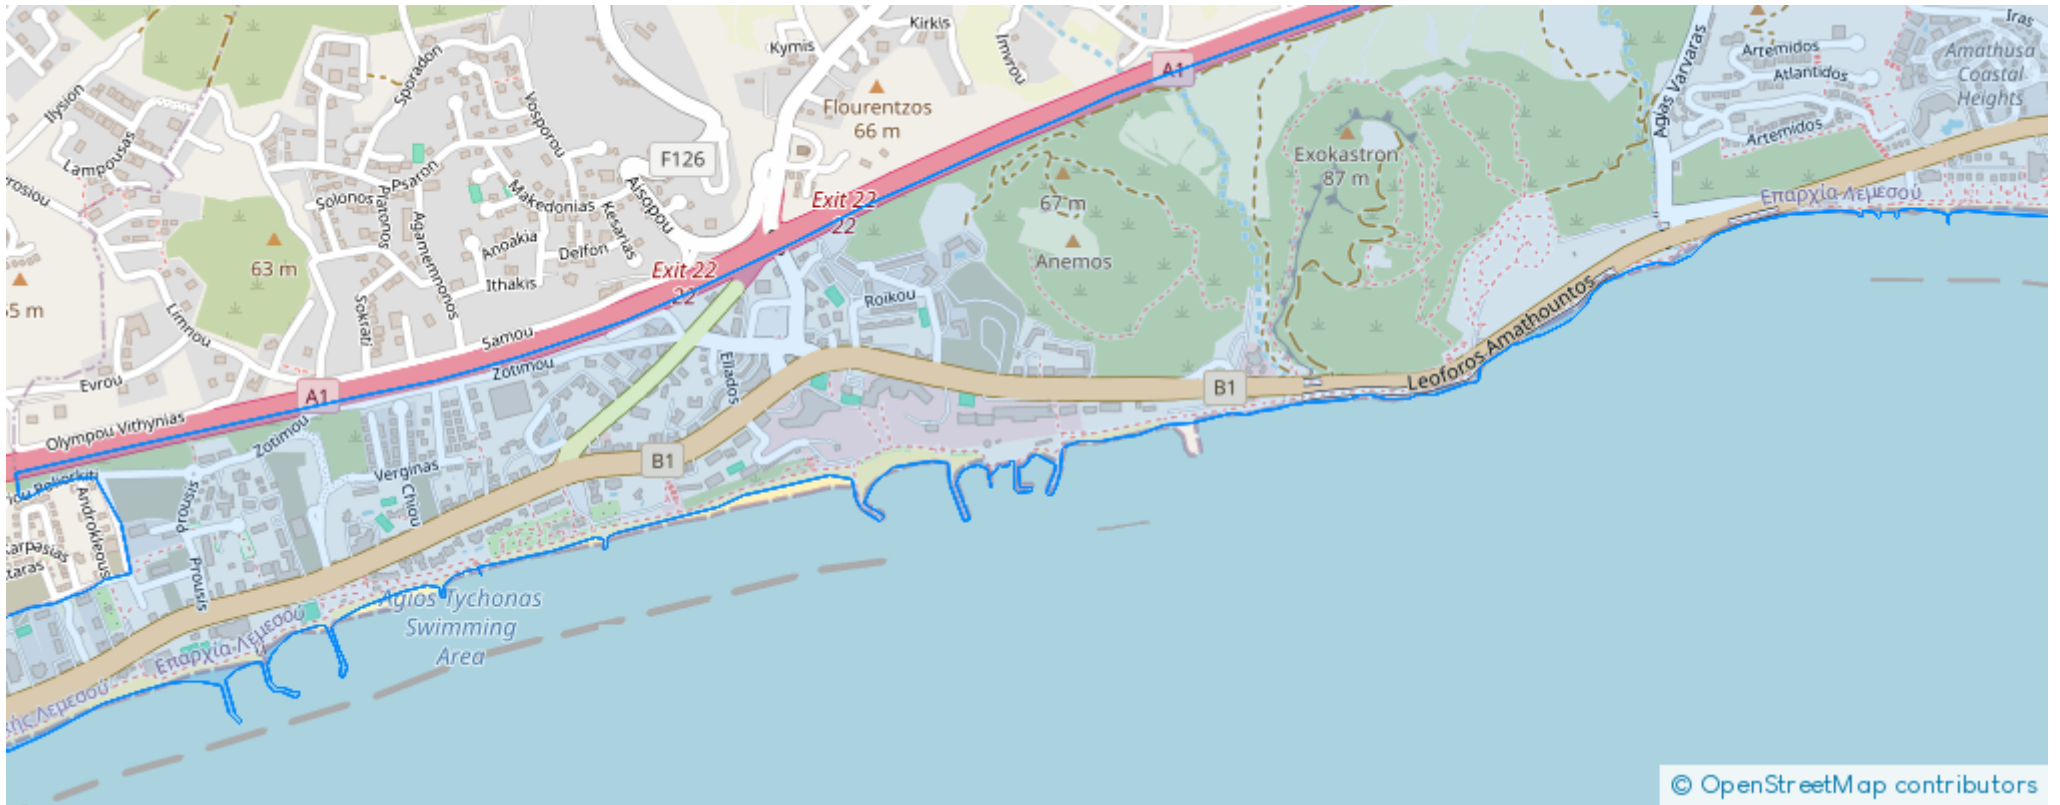 Kirkis
Kymis
Imvrou
A1
Iras
Artemidos
Amathusa
Coastal
Heights
Atlantidos
Artemidos
Agias Varvaras
Sporadon
Vosporou
Ilysion
Lampousas
Flourentzos
66 m
F126
Exokastron
87 m
Psaron
Solonos
Platonos
Makedonias
Aisopou
Kesarias
Agamemnonos
Anoakia
Delfon
Ithakis
Exit 22
22
67 m
Anemos
Επαρχία Λεμεσού
63 m
Exit 22
22
Roikou
Sokrati
Limnou
Samou
Zotimou
Eliados
Leoforos Amathountos
Evrou
A1
B1
Olympou Vithynias
Zotimou
Verginas
Chiou
B1
Prousis
Androkleous
Prousis
Agios Tychonas
Swimming
Area
Επαρχία Λεμεσού
© OpenStreetMap contributors